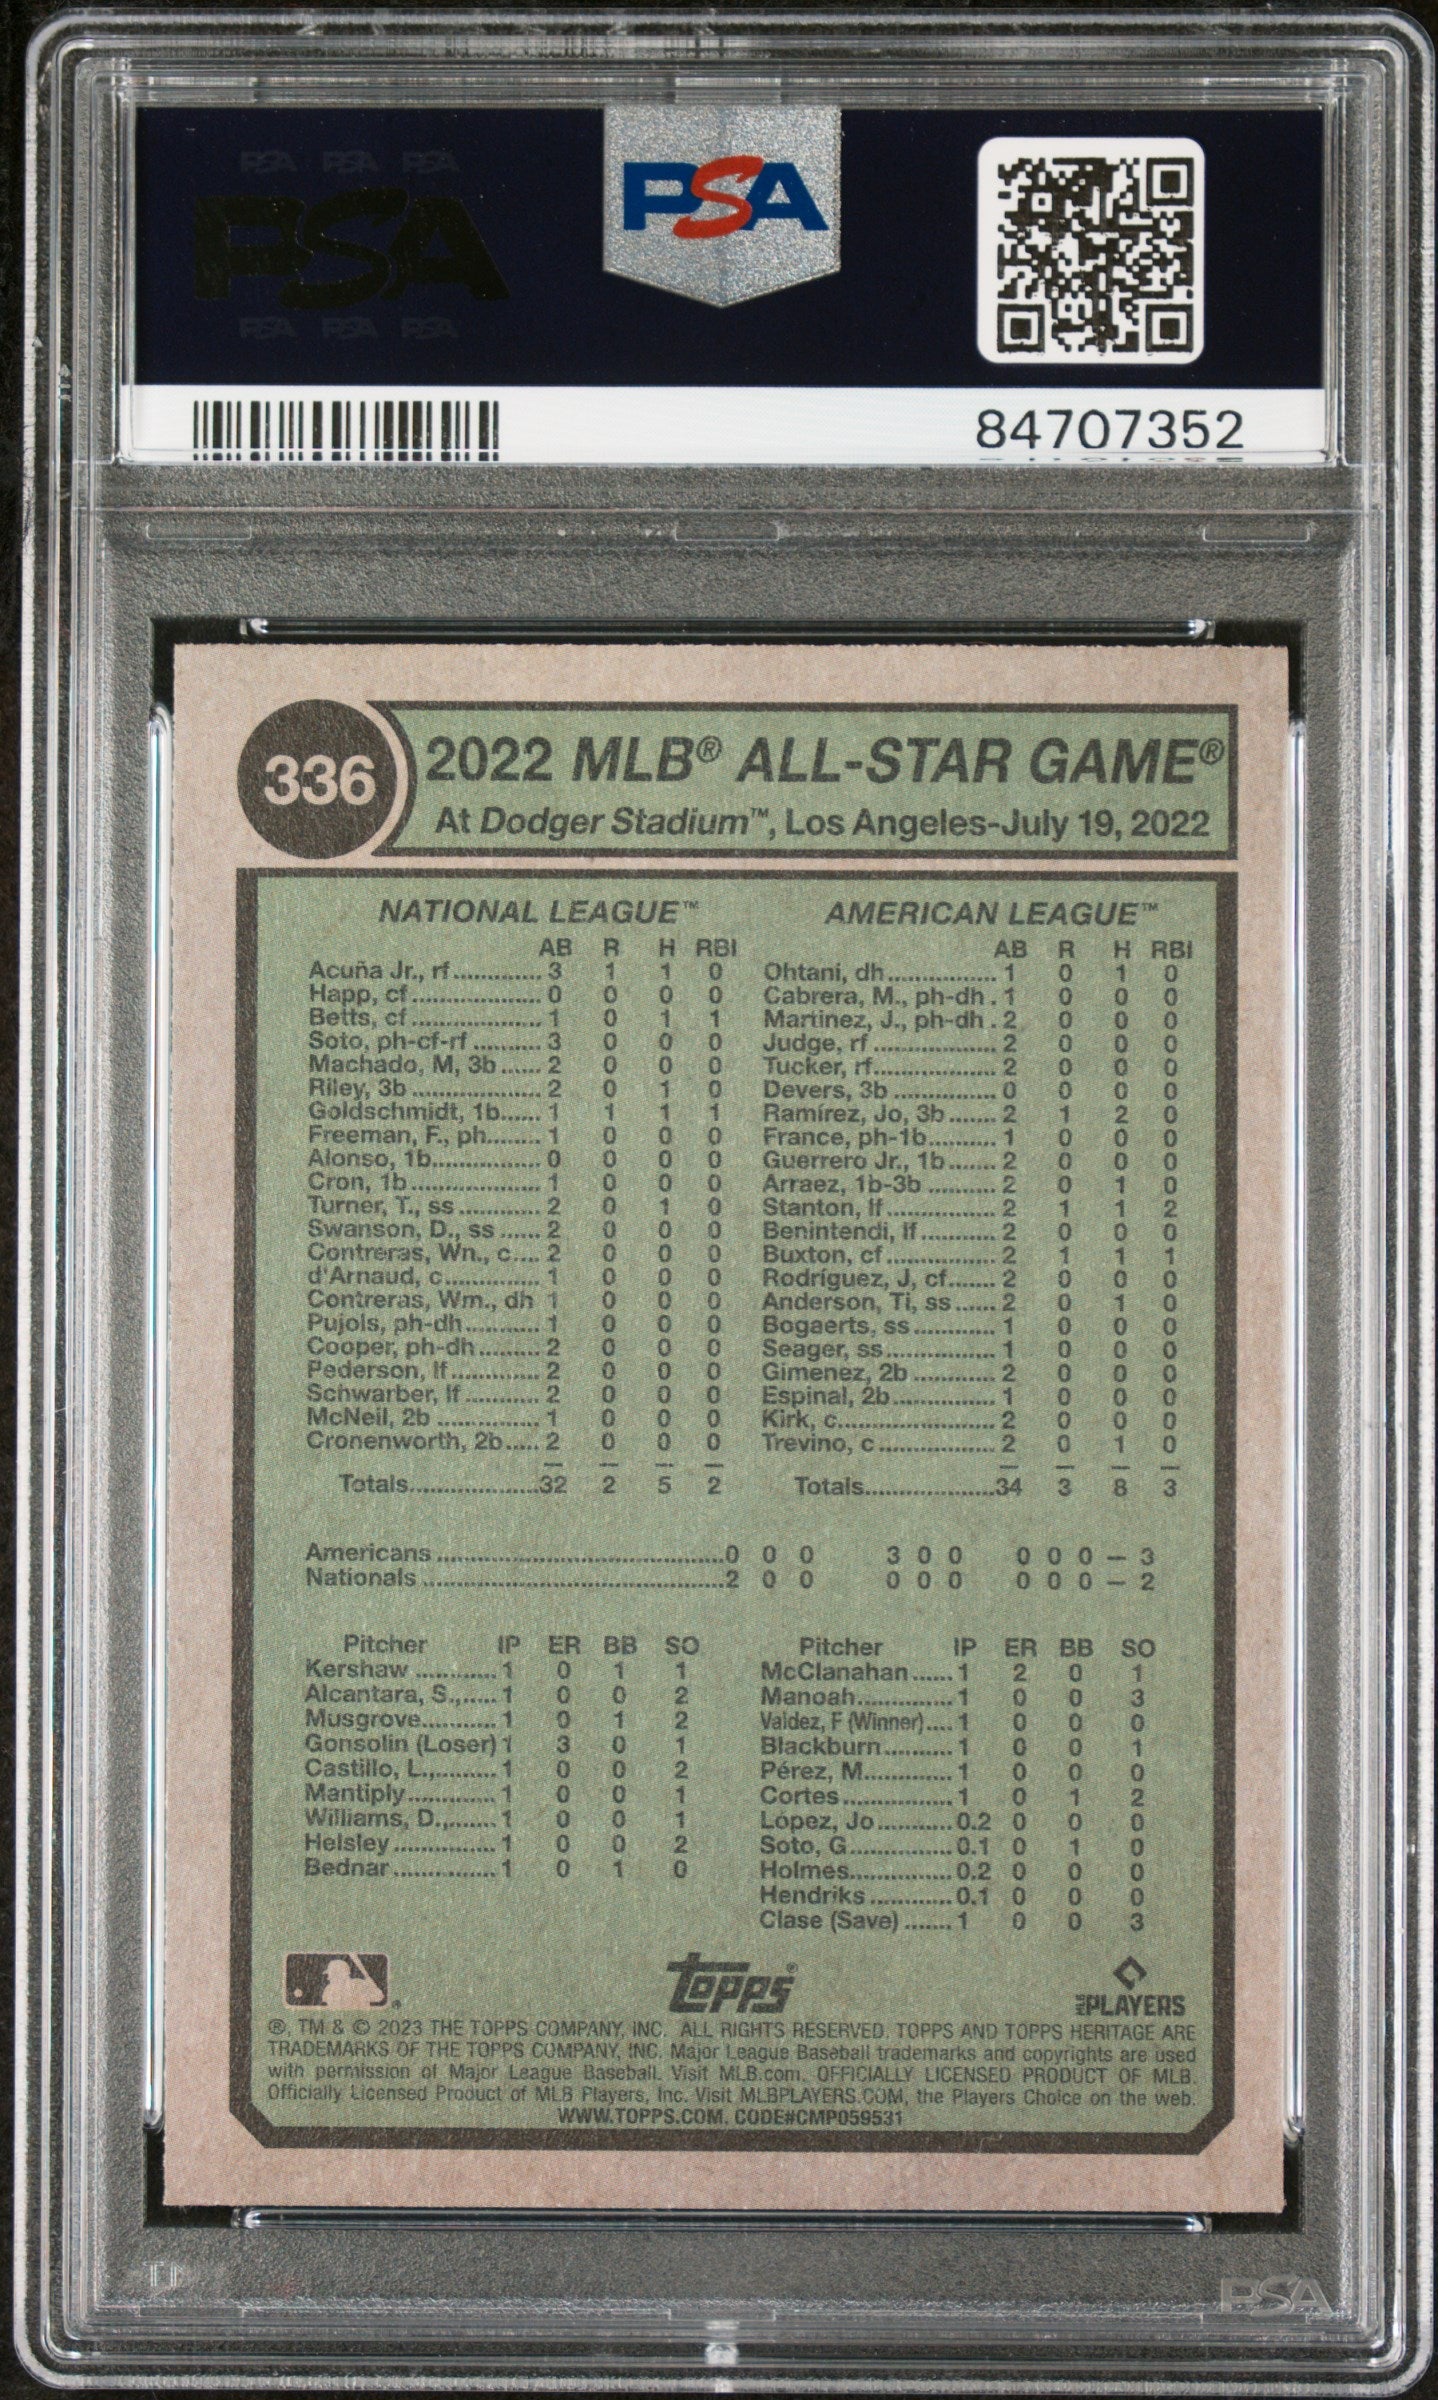 PSA PSA PSA
PSA
PSA PSA PSA
PSA
84707352
336
2022 MLB® ALL-STAR GAME®
At Dodger Stadium™, Los Angeles-July 19, 2022
NATIONAL LEAGUE™
AB R H RBI
Acuña Jr., rf.............. 3 1 1 0
Happ, cf.................... 0 0 0 0
Betts, cf.................... 1 0 1 1
Soto, ph-cf-rf .......... 3 0 0 0
Machado, M, 3b ...... 2 0 0 0
Riley, 3b .................... 2 0 1 0
Goldschmidt, 1b...... 1 1 1 1
Freeman, F., ph........ 1 0 0 0
Alonso, 1b................. 0 0 0 0
Cron, 1b.................... 1 0 0 0
Turner, T., ss ............. 2 0 1 0
Swanson, D., ss ...... 2 0 0 0
Contreras, Wn., c.... 2 0 0 0
d'Arnaud, c............... 1 0 0 0
Contreras, Wm., dh 1 0 0 0
Pujols, ph-dh............ 1 0 0 0
Cooper, ph-dh.......... 2 0 0 0
Pederson, lf.............. 2 0 0 0
Schwarber, lf ............ 2 0 0 0
McNeil, 2b ................ 1 0 0 0
Cronenworth, 2b..... 2 0 0 0
Totals.....................32 2 5 2
AMERICAN LEAGUE™
AB R H RBI
Ohtani, dh................. 1 0 1 0
Cabrera, M., ph-dh . 1 0 0 0
Martinez, J., ph-dh . 2 0 0 0
Judge, rf ................... 2 0 0 0
Tucker, rf................... 2 0 0 0
Devers, 3b ................ 0 0 0 0
Ramírez, Jo, 3b....... 2 1 2 0
France, ph-1b........... 1 0 0 0
Guerrero Jr., 1b....... 2 0 0 0
Arraez, 1b-3b ........... 2 0 1 0
Stanton, lf................. 2 1 1 2
Benintendi, lf............ 2 0 0 0
Buxton, cf................. 2 1 1 1
Rodríguez, J, cf....... 2 0 0 0
Anderson, Ti, ss ...... 2 0 1 0
Bogaerts, ss............. 1 0 0 0
Seager, ss................. 1 0 0 0
Gimenez, 2b ............. 2 0 0 0
Espinal, 2b................ 1 0 0 0
Kirk, c......................... 2 0 0 0
Trevino, c................... 2 0 1 0
Totals.....................34 3 8 3
Americans ...............................................0 0 0 3 0 0 0 0 0 – 3
Nationals .................................................2 0 0 0 0 0 0 0 0 – 2
Pitcher IP ER BB SO
Kershaw ............. 1 0 1 1
Alcantara, S.,...... 1 0 0 2
Musgrove............ 1 0 1 2
Gonsolin (Loser) 1 3 0 1
Castillo, L.,.......... 1 0 0 2
Mantiply............... 1 0 0 1
Williams, D.,........ 1 0 0 1
Helsley ................. 1 0 0 2
Bednar ................. 1 0 1 0
Pitcher IP ER BB SO
McClanahan...... 1 2 0 1
Manoah............... 1 0 0 3
Valdez, F (Winner).... 1 0 0 0
Blackburn........... 1 0 0 1
Pérez, M.............. 1 0 0 0
Cortes.................. 1 0 1 2
López, Jo............ 0.2 0 0 0
Soto, G................ 0.1 0 1 0
Holmes................ 0.2 0 0 0
Hendriks ............. 0.1 0 0 0
Clase (Save) ....... 1 0 0 3
topps
MLB PLAYERS
®, TM & © 2023 THE TOPPS COMPANY, INC. ALL RIGHTS RESERVED. TOPPS AND TOPPS HERITAGE ARE
TRADEMARKS OF THE TOPPS COMPANY, INC. Major League Baseball trademarks and copyrights are used
with permission of Major League Baseball. Visit MLB.com. OFFICIALLY LICENSED PRODUCT OF MLB.
Officially Licensed Product of MLB Players, Inc. Visit MLBPLAYERS.COM, the Players Choice on the web.
WWW.TOPPS.COM. CODE#CMP059531
PSA